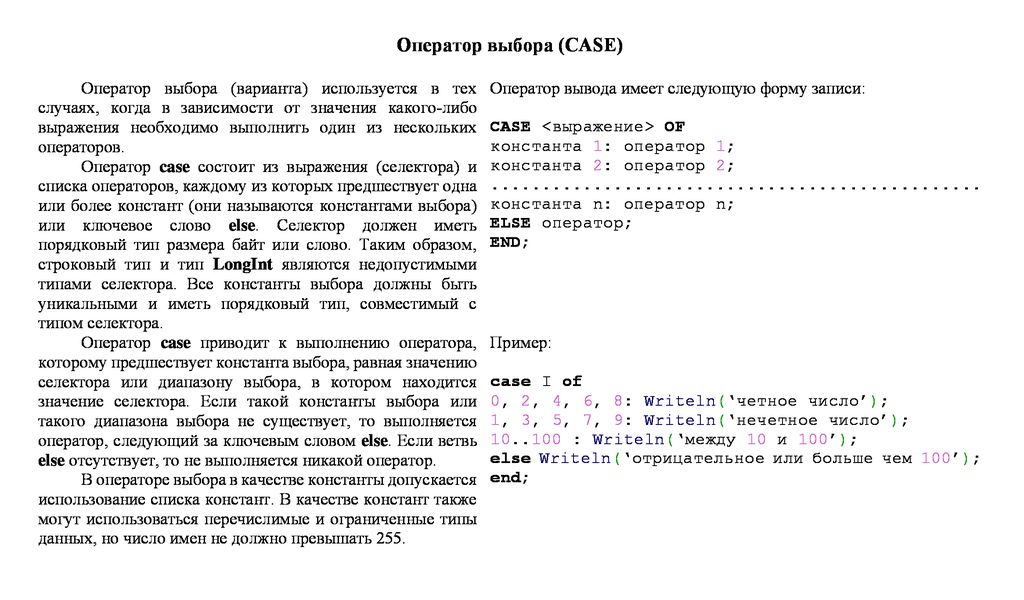 Оператор выбора (CASE)
Оператор выбора (варианта) используется в тех
случаях, когда в зависимости от значения какого-либо
выражения необходимо выполнить один из нескольких
операторов.
Оператор case состоит из выражения (селектора) и
списка операторов, каждому из которых предшествует одна
или более констант (они называются константами выбора)
или ключевое слово else. Селектор должен иметь
порядковый тип размера байт или слово. Таким образом,
строковый тип и тип LongInt являются недопустимыми
типами селектора. Все константы выбора должны быть
уникальными и иметь порядковый тип, совместимый с
типом селектора.
Оператор case приводит к выполнению оператора,
которому предшествует константа выбора, равная значению
селектора или диапазону выбора, в котором находится
значение селектора. Если такой константы выбора или
такого диапазона выбора не существует, то выполняется
оператор, следующий за ключевым словом else. Если ветвь
else отсутствует, то не выполняется никакой оператор.
В операторе выбора в качестве константы допускается
использование списка констант. В качестве констант также
могут использоваться перечислимые и ограниченные типы
данных, но число имен не должно превышать 255.
Оператор вывода имеет следующую форму записи:
CASE <выражение> OF
константа 1: оператор 1;
константа 2: оператор 2;
................................................
константа n: оператор n;
ELSE оператор;
END;
Пример:
case I of
0, 2, 4, 6, 8: Writeln(‘четное число’);
1, 3, 5, 7, 9: Writeln(‘нечетное число’);
10..100 : Writeln(‘между 10 и 100’);
else Writeln(‘отрицательное или больше чем 100’);
end;